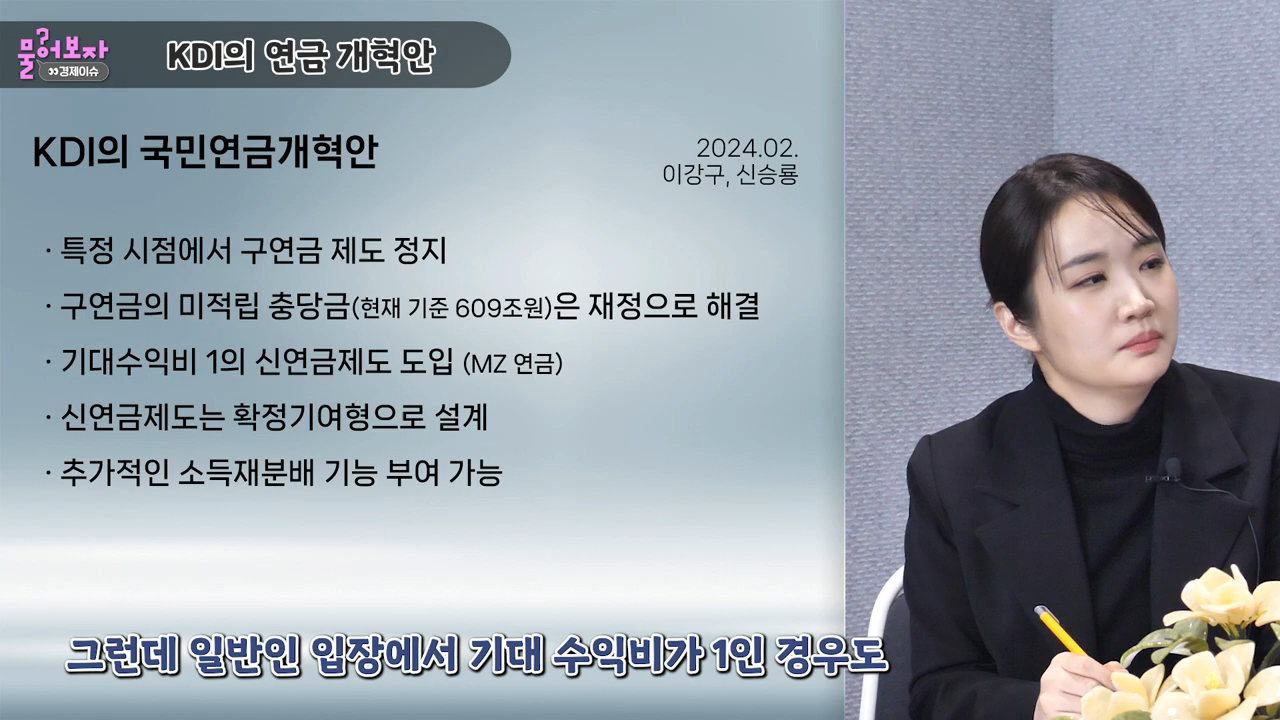 물어보자
경제이슈
KDI의 연금 개혁안
KDI의 국민연금개혁안
2024.02.
이강구, 신승룡
· 특정 시점에서 구연금 제도 정지
· 구연금의 미적립 충당금(현재 기준 609조원)은 재정으로 해결
· 기대수익비 1의 신연금제도 도입 (MZ 연금)
· 신연금제도는 확정기여형으로 설계
· 추가적인 소득재분배 기능 부여 가능
그런데 일반인 입장에서 기대 수익비가 1인 경우도